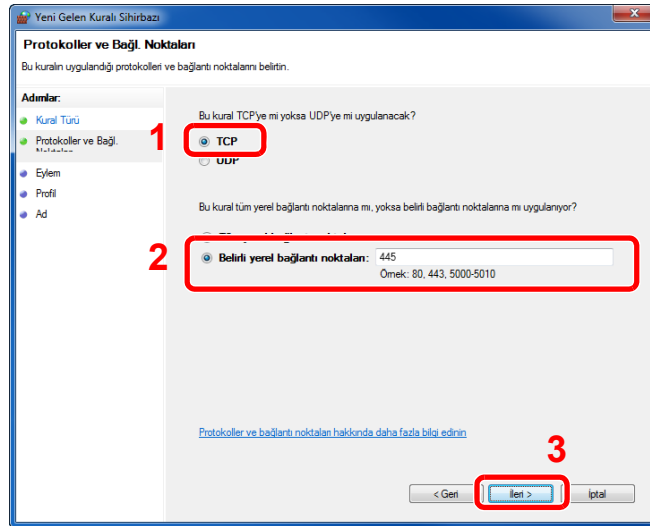 Yeni Gelen Kuralı Sihirbazı
Protokoller ve Bağl. Noktaları
Bu kuralın uygulandığı protokolleri ve bağlantı noktalarını belirtin.
Adımlar:
Kural Türü
Protokoller ve Bağl.
Eylem
Profil
Ad
Bu kural TCP'ye mi yoksa UDP'ye mi uygulanacak?
1
TCP
UDP
Bu kural tüm yerel bağlantı noktalarına mı, yoksa belirli bağlantı noktalarına mı uygulanıyor?
2
Belirli yerel bağlantı noktaları: 445
Örnek: 80, 443, 5000-5010
Protokoller ve bağlantı noktaları hakkında daha fazla bilgi edinin
3
< Geri İleri > İptal